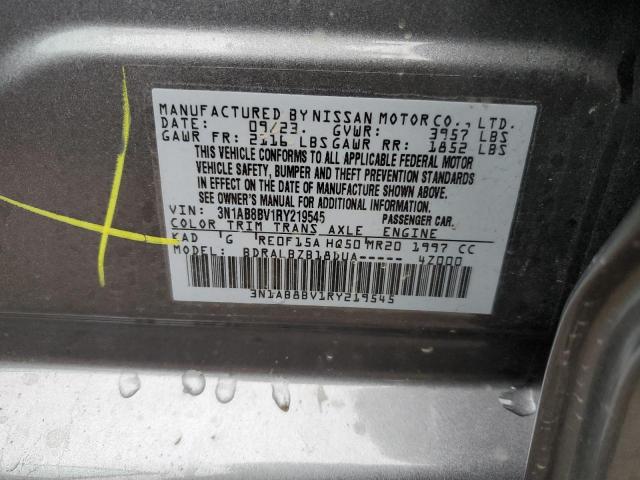 MANUFACTURED BY NISSAN MOTOR CO., LTD.
DATE: 09/23. GVWR: 3957 LBS
GAWR FR: 2116 LBS GAWR RR: 1852 LBS
THIS VEHICLE CONFORMS TO ALL APPLICABLE FEDERAL MOTOR
VEHICLE SAFETY, BUMPER AND THEFT PREVENTION STANDARDS
IN EFFECT ON THE DATE OF MANUFACTURE SHOWN ABOVE.
SEE OWNER'S MANUAL FOR ADDITIONAL INFORMATION.
VIN: 3N1AB8BV1RY219545 PASSENGER CAR
COLOR TRIM TRANS AXLE ENGINE
KAD G RE0F15A HQ50 MR20 1997 CC
MODEL: BDRALBZB18DUA----- 4Z000
3N1AB8BV1RY219545